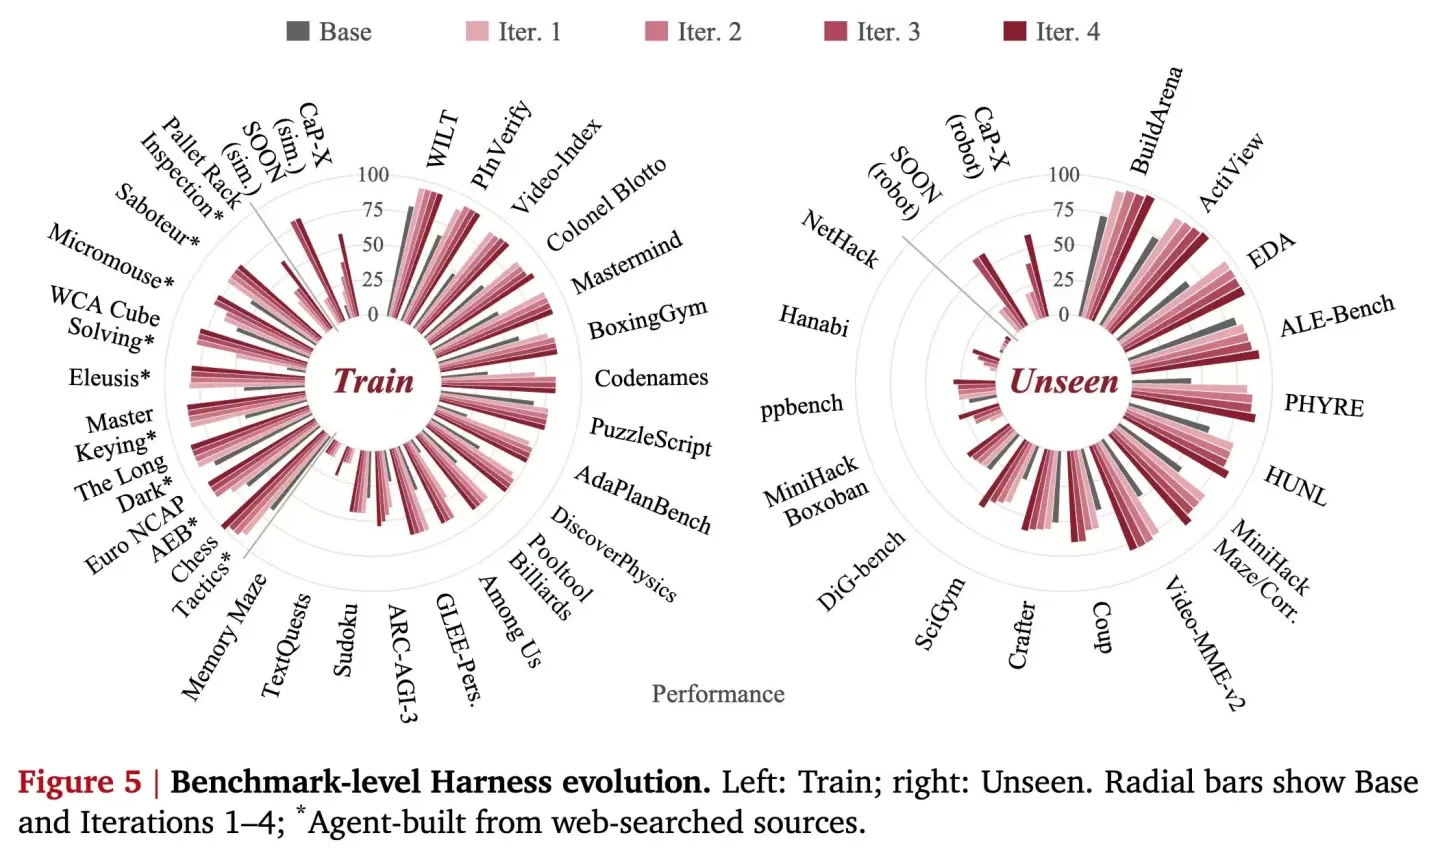 Base
Iter. 1
Iter. 2
Iter. 3
Iter. 4
100
75
50
25
0
Train
WILT
PInVerify
Video-Index
Colonel Blotto
Mastermind
BoxingGym
Codenames
PuzzleScript
AdaPlanBench
DiscoverPhysics
Pooltool
Billiards
Among Us
GLEE-Pers.
ARC-AGI-3
Sudoku
TextQuests
Memory Maze
Chess
Tactics*
Euro NCAP
AEB*
The Long
Dark*
Master
Keying*
Eleusis*
WCA Cube
Solving*
Micromouse*
Saboteur*
Pallet Rack
Inspection*
SOON
(sim.)
CaP-X
(sim.)
100
75
50
25
0
Unseen
BuildArena
ActiView
EDA
ALE-Bench
PHYRE
HUNL
MiniHack
Maze/Corr.
Video-MME-v2
Coup
Crafter
SciGym
DiG-bench
MiniHack
Boxoban
ppbench
Hanabi
NetHack
SOON
(robot)
CaP-X
(robot)
Performance
Figure 5 | Benchmark-level Harness evolution. Left: Train; right: Unseen. Radial bars show Base
and Iterations 1–4; *Agent-built from web-searched sources.